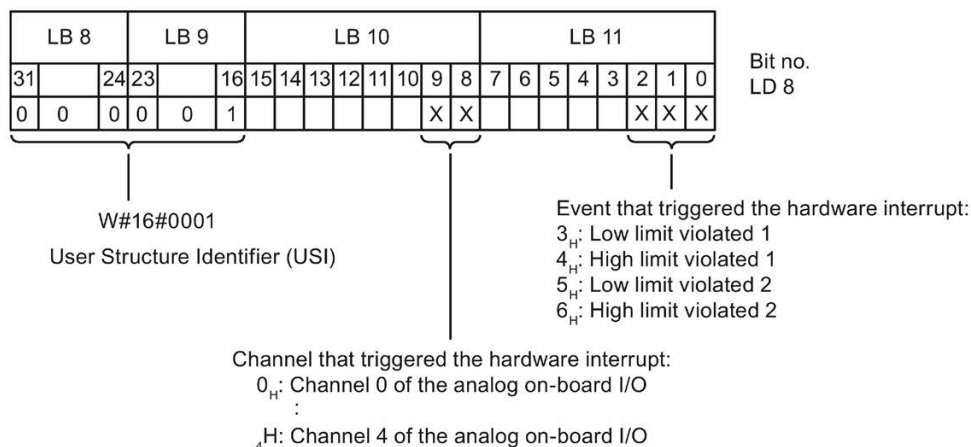 LB 8 LB 9 LB 10 LB 11
31 24 23 16 15 14 13 12 11 10 9 8 7 6 5 4 3 2 1 0
0 0 0 0 0 1 X X X X X
Bit no.
LD 8
W#16#0001
User Structure Identifier (USI)
Event that triggered the hardware interrupt:
3H: Low limit violated 1
4H: High limit violated 1
5H: Low limit violated 2
6H: High limit violated 2
Channel that triggered the hardware interrupt:
0H: Channel 0 of the analog on-board I/O
:
4H: Channel 4 of the analog on-board I/O